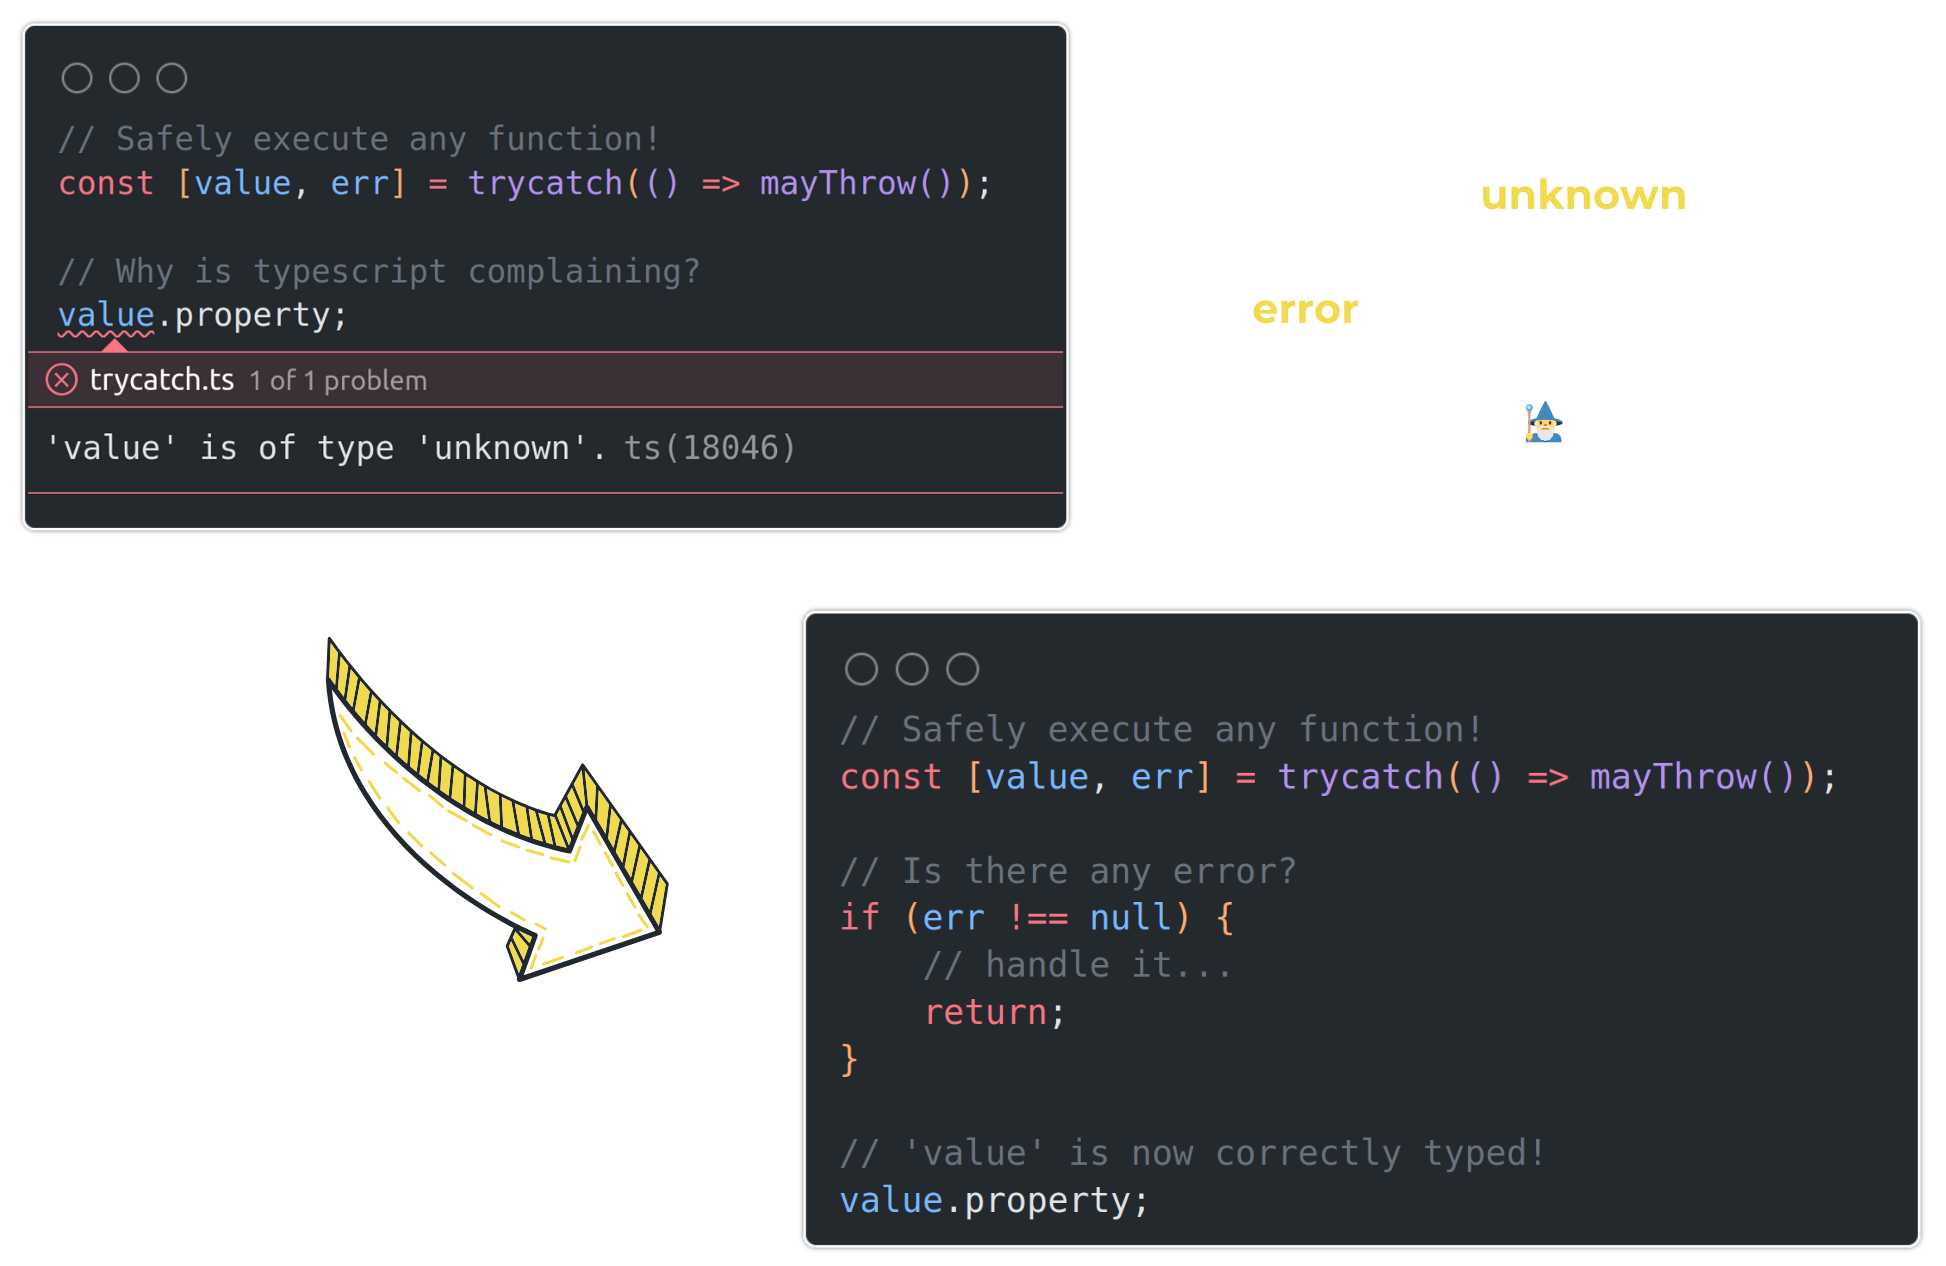 // Safely execute any function!
const [value, err] = trycatch(() => mayThrow());
// Why is typescript complaining?
value.property;
trycatch.ts 1 of 1 problem
'value' is of type 'unknown'. ts(18046)
unknown
error
// Safely execute any function!
const [value, err] = trycatch(() => mayThrow());
// Is there any error?
if (err !== null) {
// handle it...
return;
}
// 'value' is now correctly typed!
value.property;